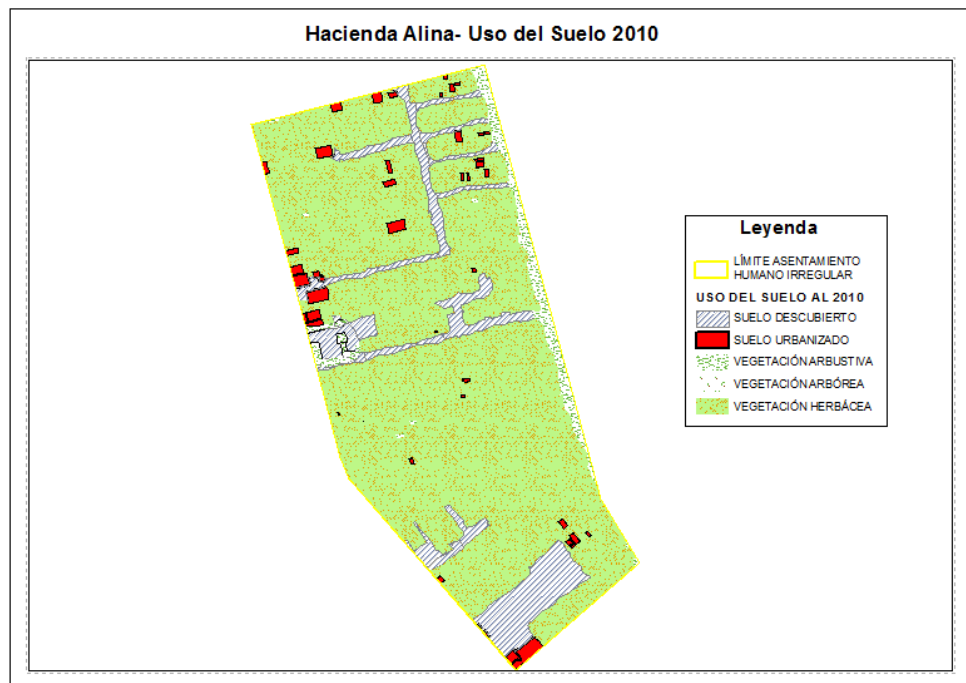 Hacienda Alina- Uso del Suelo 2010
Leyenda
LÍMITE ASENTAMIENTO
HUMANO IRREGULAR
USO DEL SUELO AL 2010
SUELO DESCUBIERTO
SUELO URBANIZADO
VEGETACIÓN ARBUSTIVA
VEGETACIÓN ARBÓREA
VEGETACIÓN HERBÁCEA